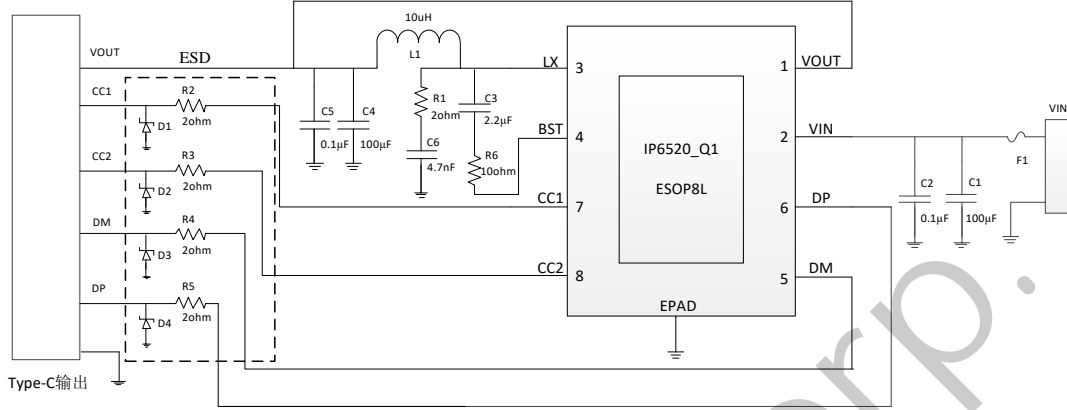 10uH
L1
VOUT
ESD
LX
3
1
VOUT
CC1
R2
2ohm
D1
C5
0.1μF
C4
100μF
R1
2ohm
C3
2.2μF
BST
4
2
VIN
VIN
F1
C6
4.7nF
R6
10ohm
IP6520_Q1
ESOP8L
CC2
R3
2ohm
D2
CC1
7
6
DP
C2
0.1μF
C1
100μF
DM
R4
2ohm
D3
CC2
8
5
DM
DP
R5
2ohm
D4
EPAD
Type-C输出
orp.